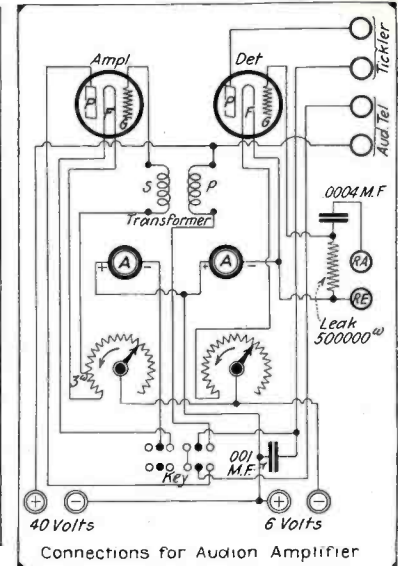 Ampl
Det
Tickler
Aud. Tel.
P
F
G
P
F
G
S
P
Transformer
.0004 M.F
+ A -
+ A -
RA
RE
Leak
500000ω
3ω
.001
M.F.
Key
+ -
+ -
40 Volts
6 Volts
Connections for Audion Amplifier